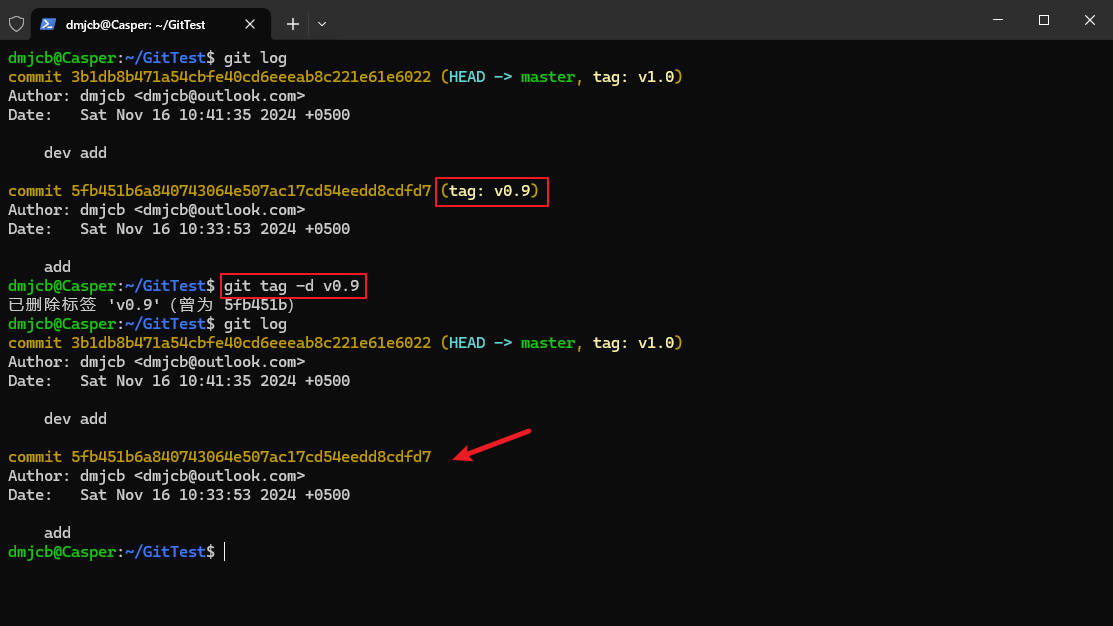 dmjcb@Casper: ~/GitTest
dmjcb@Casper:~/GitTest$ git log
commit 3b1db8b471a54cbfe40cd6eeeab8c221e61e6022 (HEAD -> master, tag: v1.0)
Author: dmjcb <dmjcb@outlook.com>
Date:   Sat Nov 16 10:41:35 2024 +0500
    dev add
commit 5fb451b6a840743064e507ac17cd54eedd8cdfd7 (tag: v0.9)
Author: dmjcb <dmjcb@outlook.com>
Date:   Sat Nov 16 10:33:53 2024 +0500
    add
dmjcb@Casper:~/GitTest$ git tag -d v0.9
已删除标签 'v0.9'（曾为 5fb451b）
dmjcb@Casper:~/GitTest$ git log
commit 3b1db8b471a54cbfe40cd6eeeab8c221e61e6022 (HEAD -> master, tag: v1.0)
Author: dmjcb <dmjcb@outlook.com>
Date:   Sat Nov 16 10:41:35 2024 +0500
    dev add
commit 5fb451b6a840743064e507ac17cd54eedd8cdfd7
Author: dmjcb <dmjcb@outlook.com>
Date:   Sat Nov 16 10:33:53 2024 +0500
    add
dmjcb@Casper:~/GitTest$